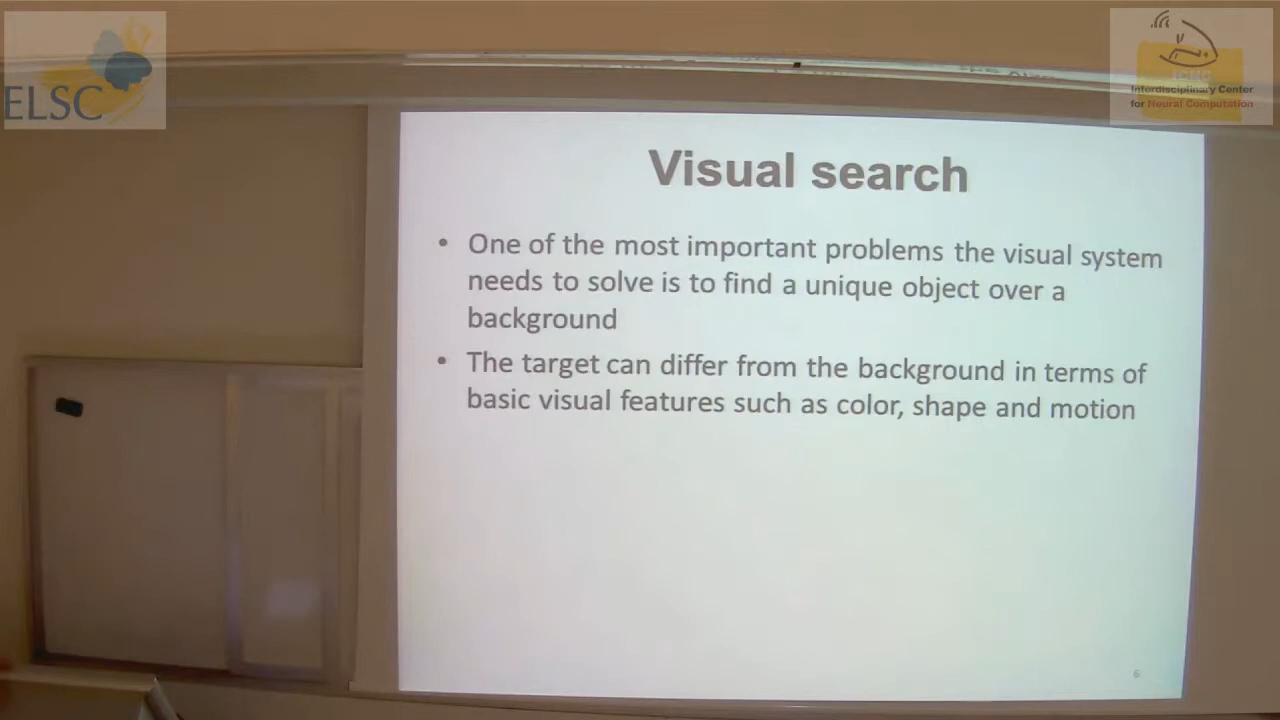 ELSC
ICNC
Interdisciplinary Center
for Neural Computation
Visual search
• One of the most important problems the visual system
needs to solve is to find a unique object over a
background
• The target can differ from the background in terms of
basic visual features such as color, shape and motion
6